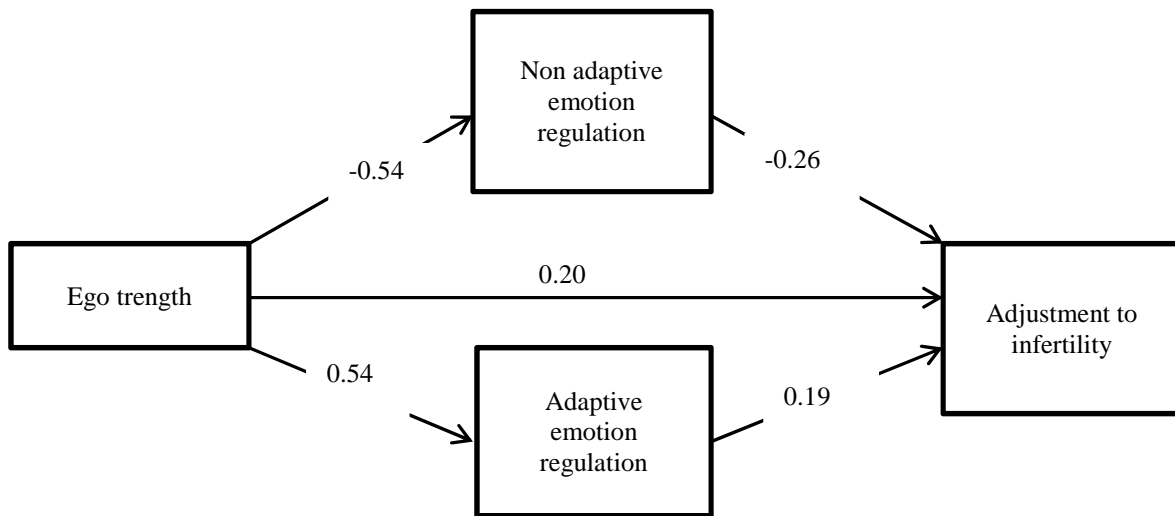 Non adaptive
emotion
regulation
-0.54
-0.26
Ego trength
0.20
Adjustment to
infertility
0.54
0.19
Adaptive
emotion
regulation